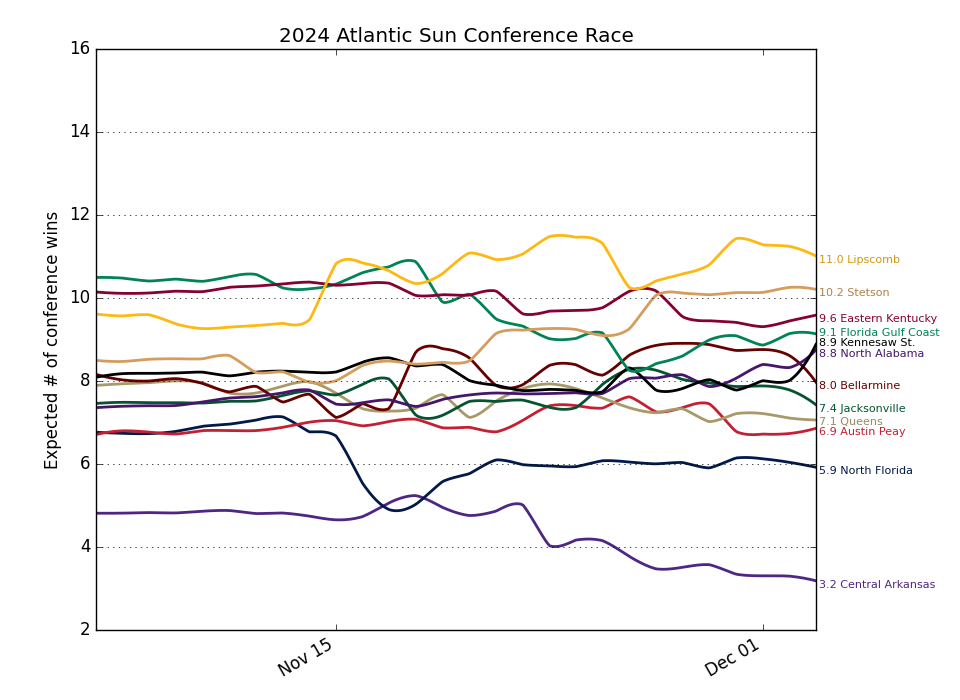 2024 Atlantic Sun Conference Race
Expected # of conference wins
16
14
12
10
8
6
4
2
Nov 15
Dec 01
11.0 Lipscomb
10.2 Stetson
9.6 Eastern Kentucky
9.1 Florida Gulf Coast
8.9 Kennesaw St.
8.8 North Alabama
8.0 Bellarmine
7.4 Jacksonville
7.1 Queens
6.9 Austin Peay
5.9 North Florida
3.2 Central Arkansas